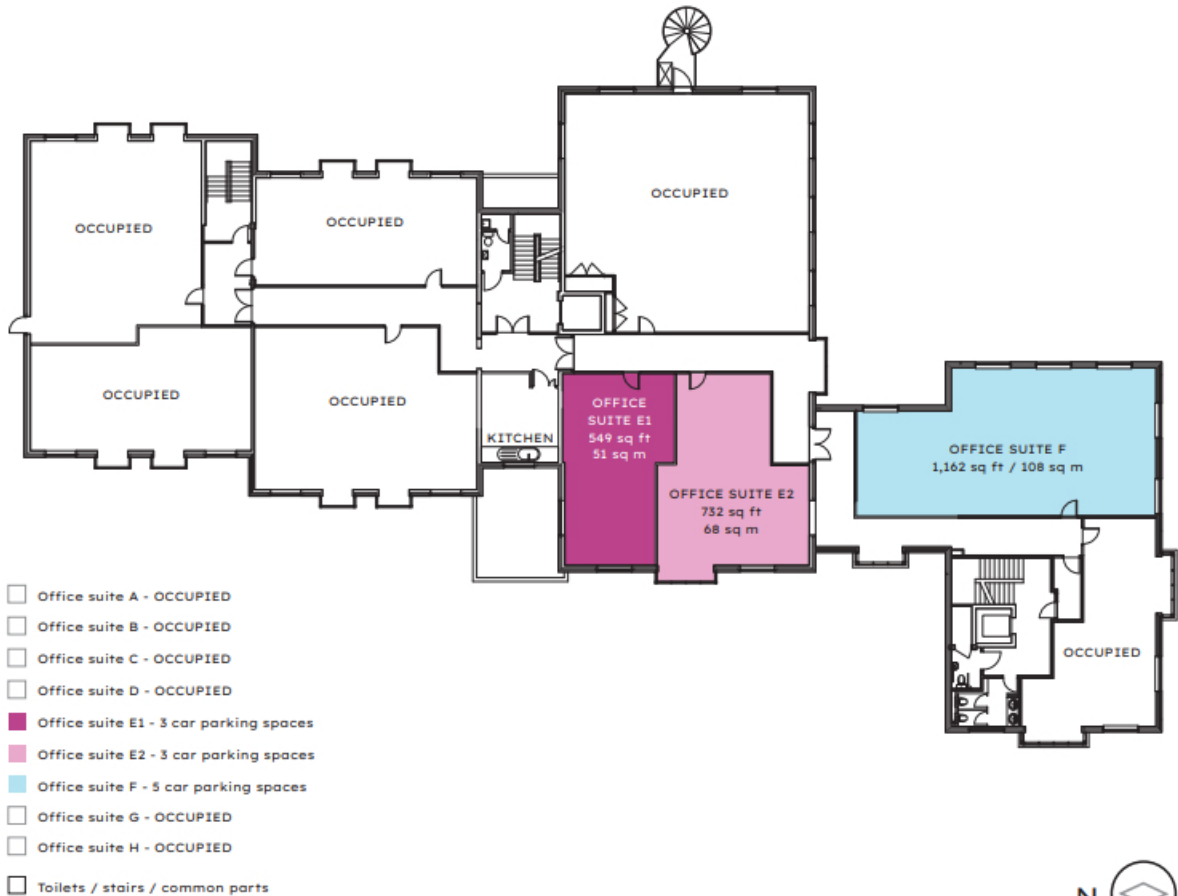 OCCUPIED
OCCUPIED
OCCUPIED
OCCUPIED
OCCUPIED
KITCHEN
OFFICE
SUITE E1
549 sq ft
51 sq m
OFFICE SUITE E2
732 sq ft
68 sq m
OFFICE SUITE F
1,162 sq ft / 108 sq m
OCCUPIED
Office suite A - OCCUPIED
Office suite B - OCCUPIED
Office suite C - OCCUPIED
Office suite D - OCCUPIED
Office suite E1 - 3 car parking spaces
Office suite E2 - 3 car parking spaces
Office suite F - 5 car parking spaces
Office suite G - OCCUPIED
Office suite H - OCCUPIED
Toilets / stairs / common parts
N